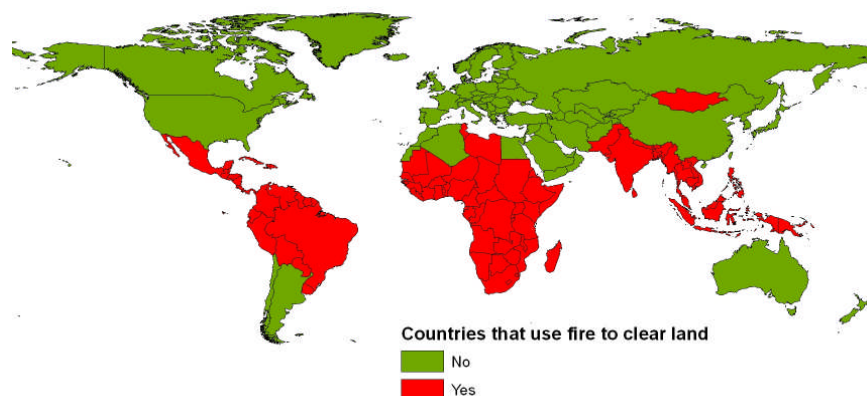 Countries that use fire to clear land
No
Yes